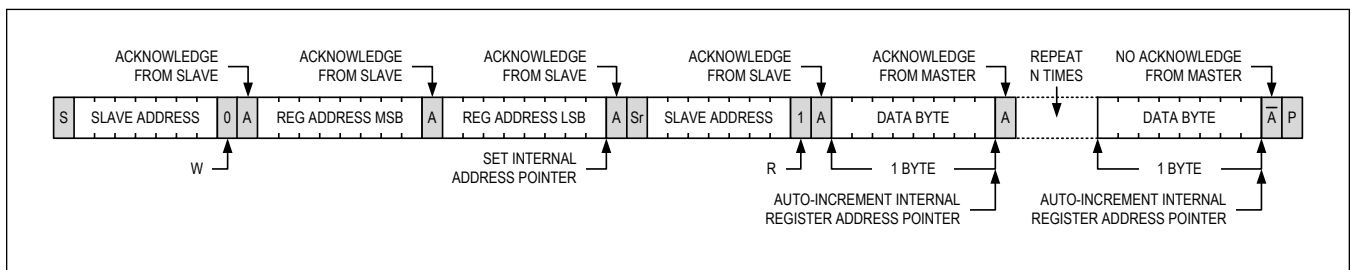 ACKNOWLEDGE FROM SLAVE
ACKNOWLEDGE FROM SLAVE
ACKNOWLEDGE FROM SLAVE
ACKNOWLEDGE FROM SLAVE
ACKNOWLEDGE FROM MASTER
REPEAT N TIMES
NO ACKNOWLEDGE FROM MASTER
S SLAVE ADDRESS 0 A REG ADDRESS MSB A REG ADDRESS LSB A Sr SLAVE ADDRESS 1 A DATA BYTE A DATA BYTE A̅ P
W
SET INTERNAL
ADDRESS POINTER
R
1 BYTE
1 BYTE
AUTO-INCREMENT INTERNAL
REGISTER ADDRESS POINTER
AUTO-INCREMENT INTERNAL
REGISTER ADDRESS POINTER